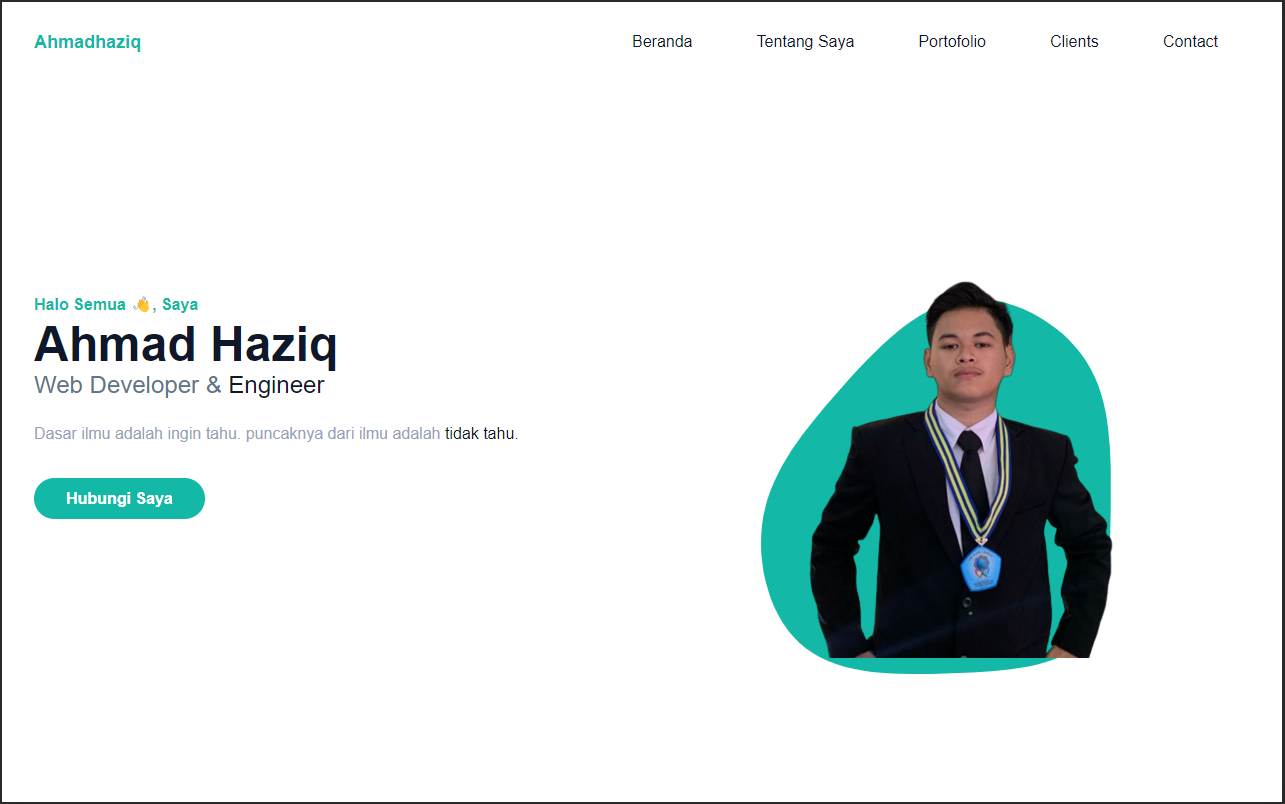 Ahmadhaziq
Beranda Tentang Saya Portofolio Clients Contact
Halo Semua 👋, Saya
Ahmad Haziq
Web Developer & Engineer
Dasar ilmu adalah ingin tahu. puncaknya dari ilmu adalah tidak tahu.
Hubungi Saya